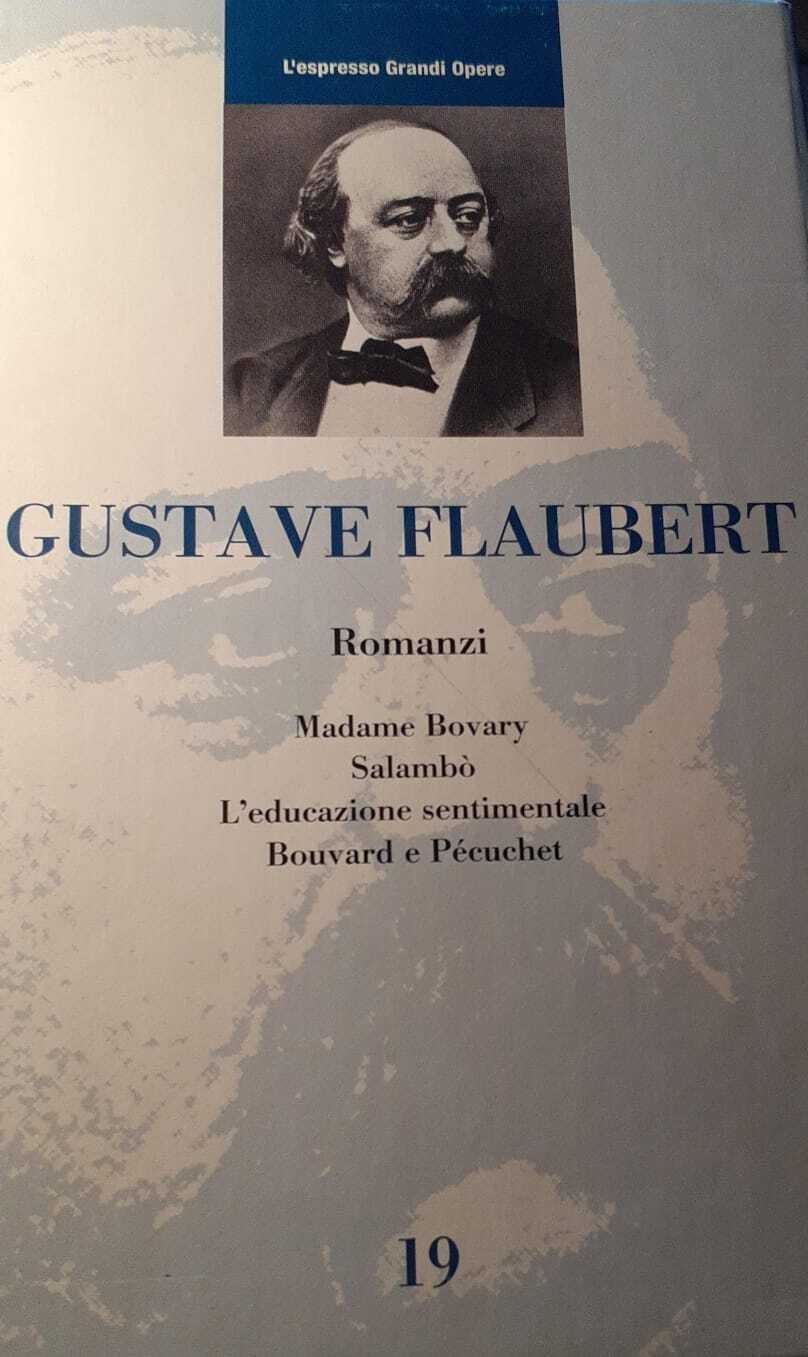 L'espresso Grandi Opere
GUSTAVE FLAUBERT
Romanzi
Madame Bovary
Salambò
L'educazione sentimentale
Bouvard e Pécuchet
19